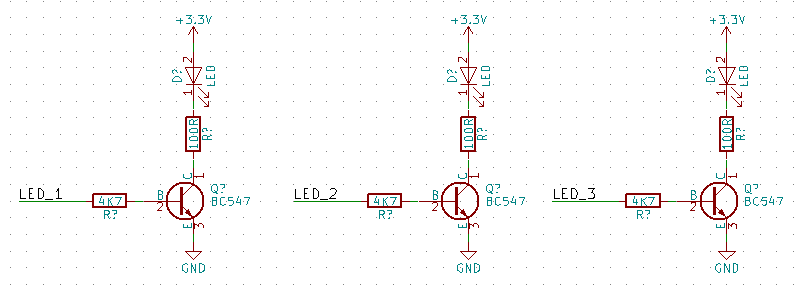 +3.3V +3.3V +3.3V
2 2 2
D? LED D? LED D? LED
1 1 1
100R R? 100R R? 100R R?
C 1 C 1 C 1
LED_1 4K7 B Q? LED_2 4K7 B Q? LED_3 4K7 B Q?
R? 2 BC547 R? 2 BC547 R? 2 BC547
E 3 E 3 E 3
GND GND GND